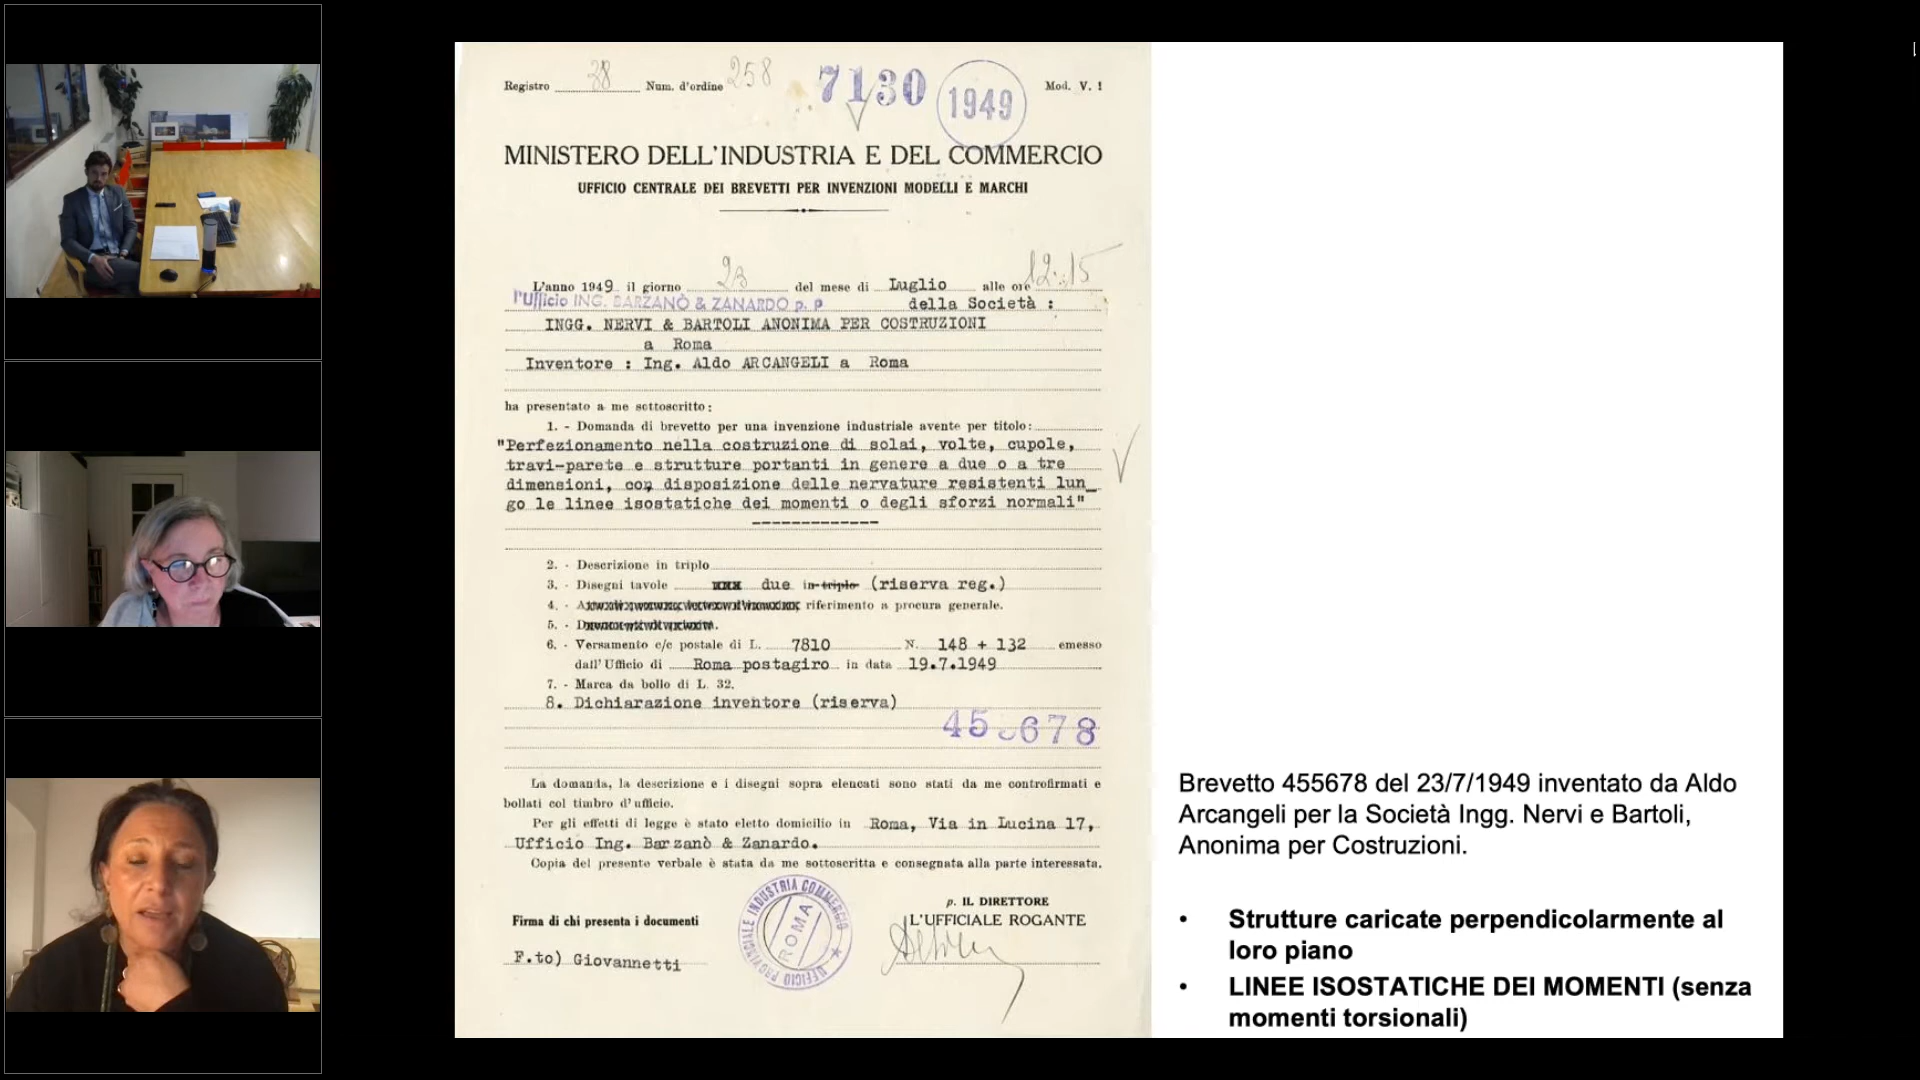 Registro 38 Num. d'ordine 258 7130 1949 Mod. V. 1
MINISTERO DELL'INDUSTRIA E DEL COMMERCIO
UFFICIO CENTRALE DEI BREVETTI PER INVENZIONI MODELLI E MARCHI
L'anno 1949 il giorno 23 del mese di Luglio alle ore 12.15
l'Ufficio ING. BARZANÒ & ZANARDO p. p della Società :
INGG. NERVI & BARTOLI ANONIMA PER COSTRUZIONI
a Roma
Inventore : Ing. Aldo ARCANGELI a Roma
ha presentato a me sottoscritto :
1. - Domanda di brevetto per una invenzione industriale avente per titolo:
"Perfezionamento nella costruzione di solai, volte, cupole,
travi-parete e strutture portanti in genere a due o a tre
dimensioni, con disposizione delle nervature resistenti lun_
go le linee isostatiche dei momenti o degli sforzi normali"
2. - Descrizione in triplo
3. - Disegni tavole xxx due in triplo (riserva reg.)
4. - riferimento a procura generale.
5. -
6. - Versamento c/c postale di L. 7810 N. 148 + 132 emesso
dall'Ufficio di Roma postagiro in data 19.7.1949
7. - Marca da bollo di L. 32.
8. Dichiarazione inventore (riserva)
455678
La domanda, la descrizione e i disegni sopra elencati sono stati da me controfirmati e
bollati col timbro d'ufficio.
Per gli effetti di legge è stato eletto domicilio in Roma, Via in Lucina 17,
Ufficio Ing. Barzanò & Zanardo.
Copia del presente verbale è stata da me sottoscritta e consegnata alla parte interessata.
p. IL DIRETTORE
Firma di chi presenta i documenti L'UFFICIALE ROGANTE
F.to) Giovannetti
UFFICIO PROVINCIALE INDUSTRIA COMMERCIO
ROMA
Brevetto 455678 del 23/7/1949 inventato da Aldo
Arcangeli per la Società Ingg. Nervi e Bartoli,
Anonima per Costruzioni.
• Strutture caricate perpendicolarmente al
loro piano
• LINEE ISOSTATICHE DEI MOMENTI (senza
momenti torsionali)